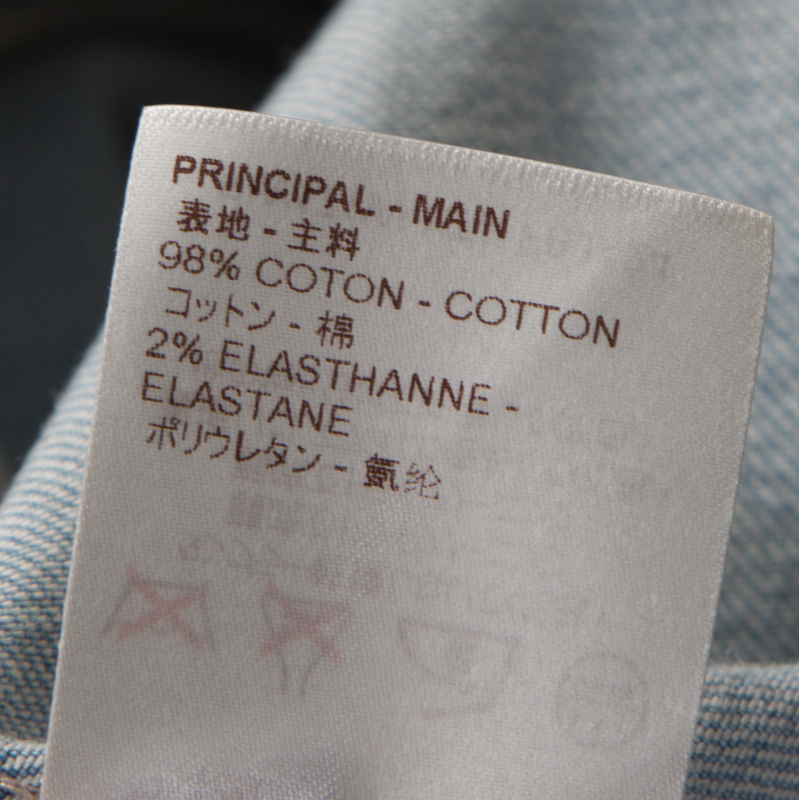 PRINCIPAL - MAIN
表地 - 主料
98% COTON - COTTON
コットン - 棉
2% ELASTHANNE -
ELASTANE
ポリウレタン - 氨纶